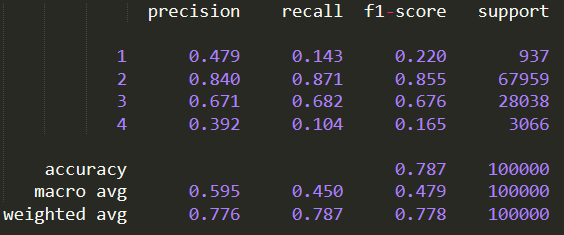 precision recall f1-score support
1 0.479 0.143 0.220 937
2 0.840 0.871 0.855 67959
3 0.671 0.682 0.676 28038
4 0.392 0.104 0.165 3066
accuracy 0.787 100000
macro avg 0.595 0.450 0.479 100000
weighted avg 0.776 0.787 0.778 100000